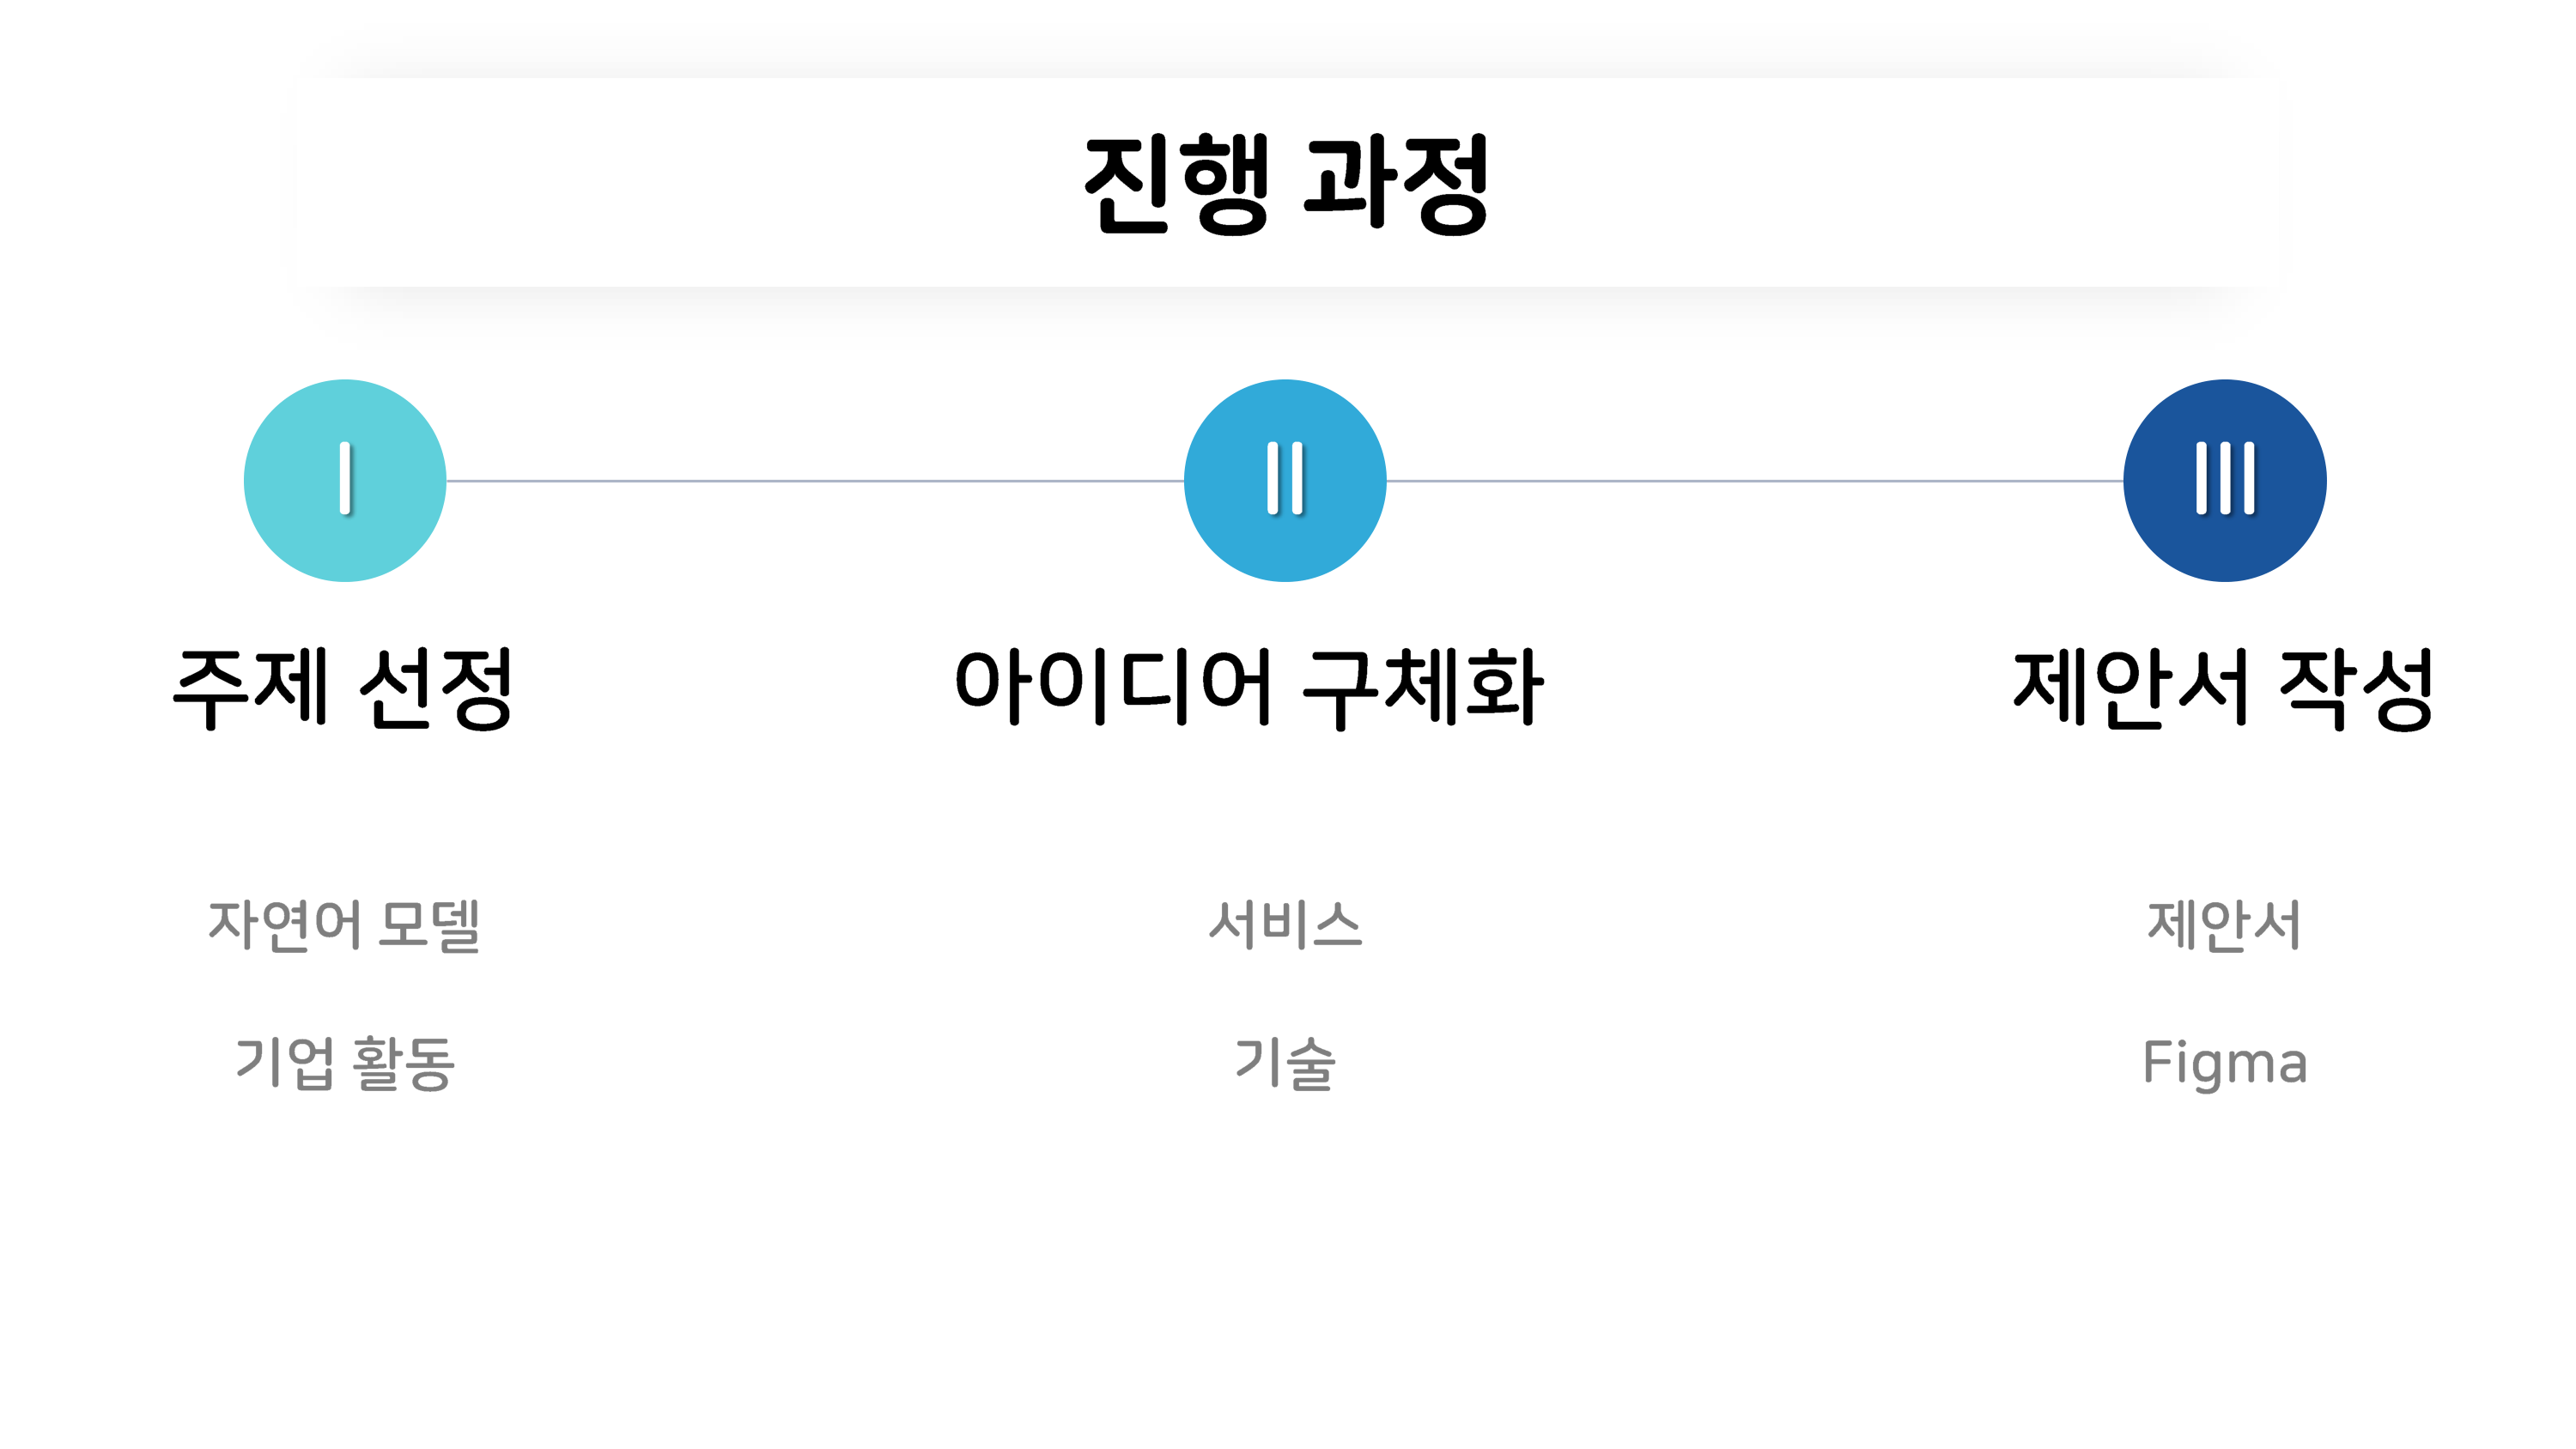 진행 과정
I
II
III
주제 선정
아이디어 구체화
제안서 작성
자연어 모델
서비스
제안서
기업 활동
기술
Figma